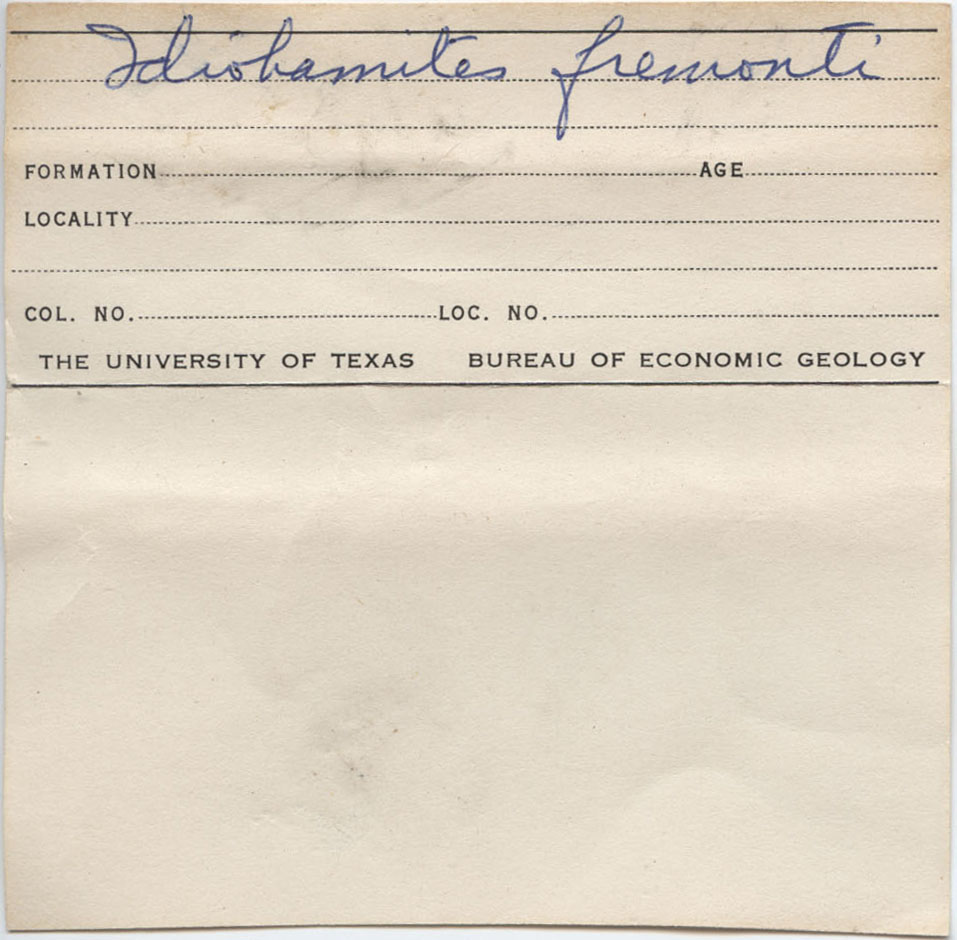 Idiohamites fremonti
FORMATION AGE
LOCALITY
COL. NO. LOC. NO.
THE UNIVERSITY OF TEXAS BUREAU OF ECONOMIC GEOLOGY